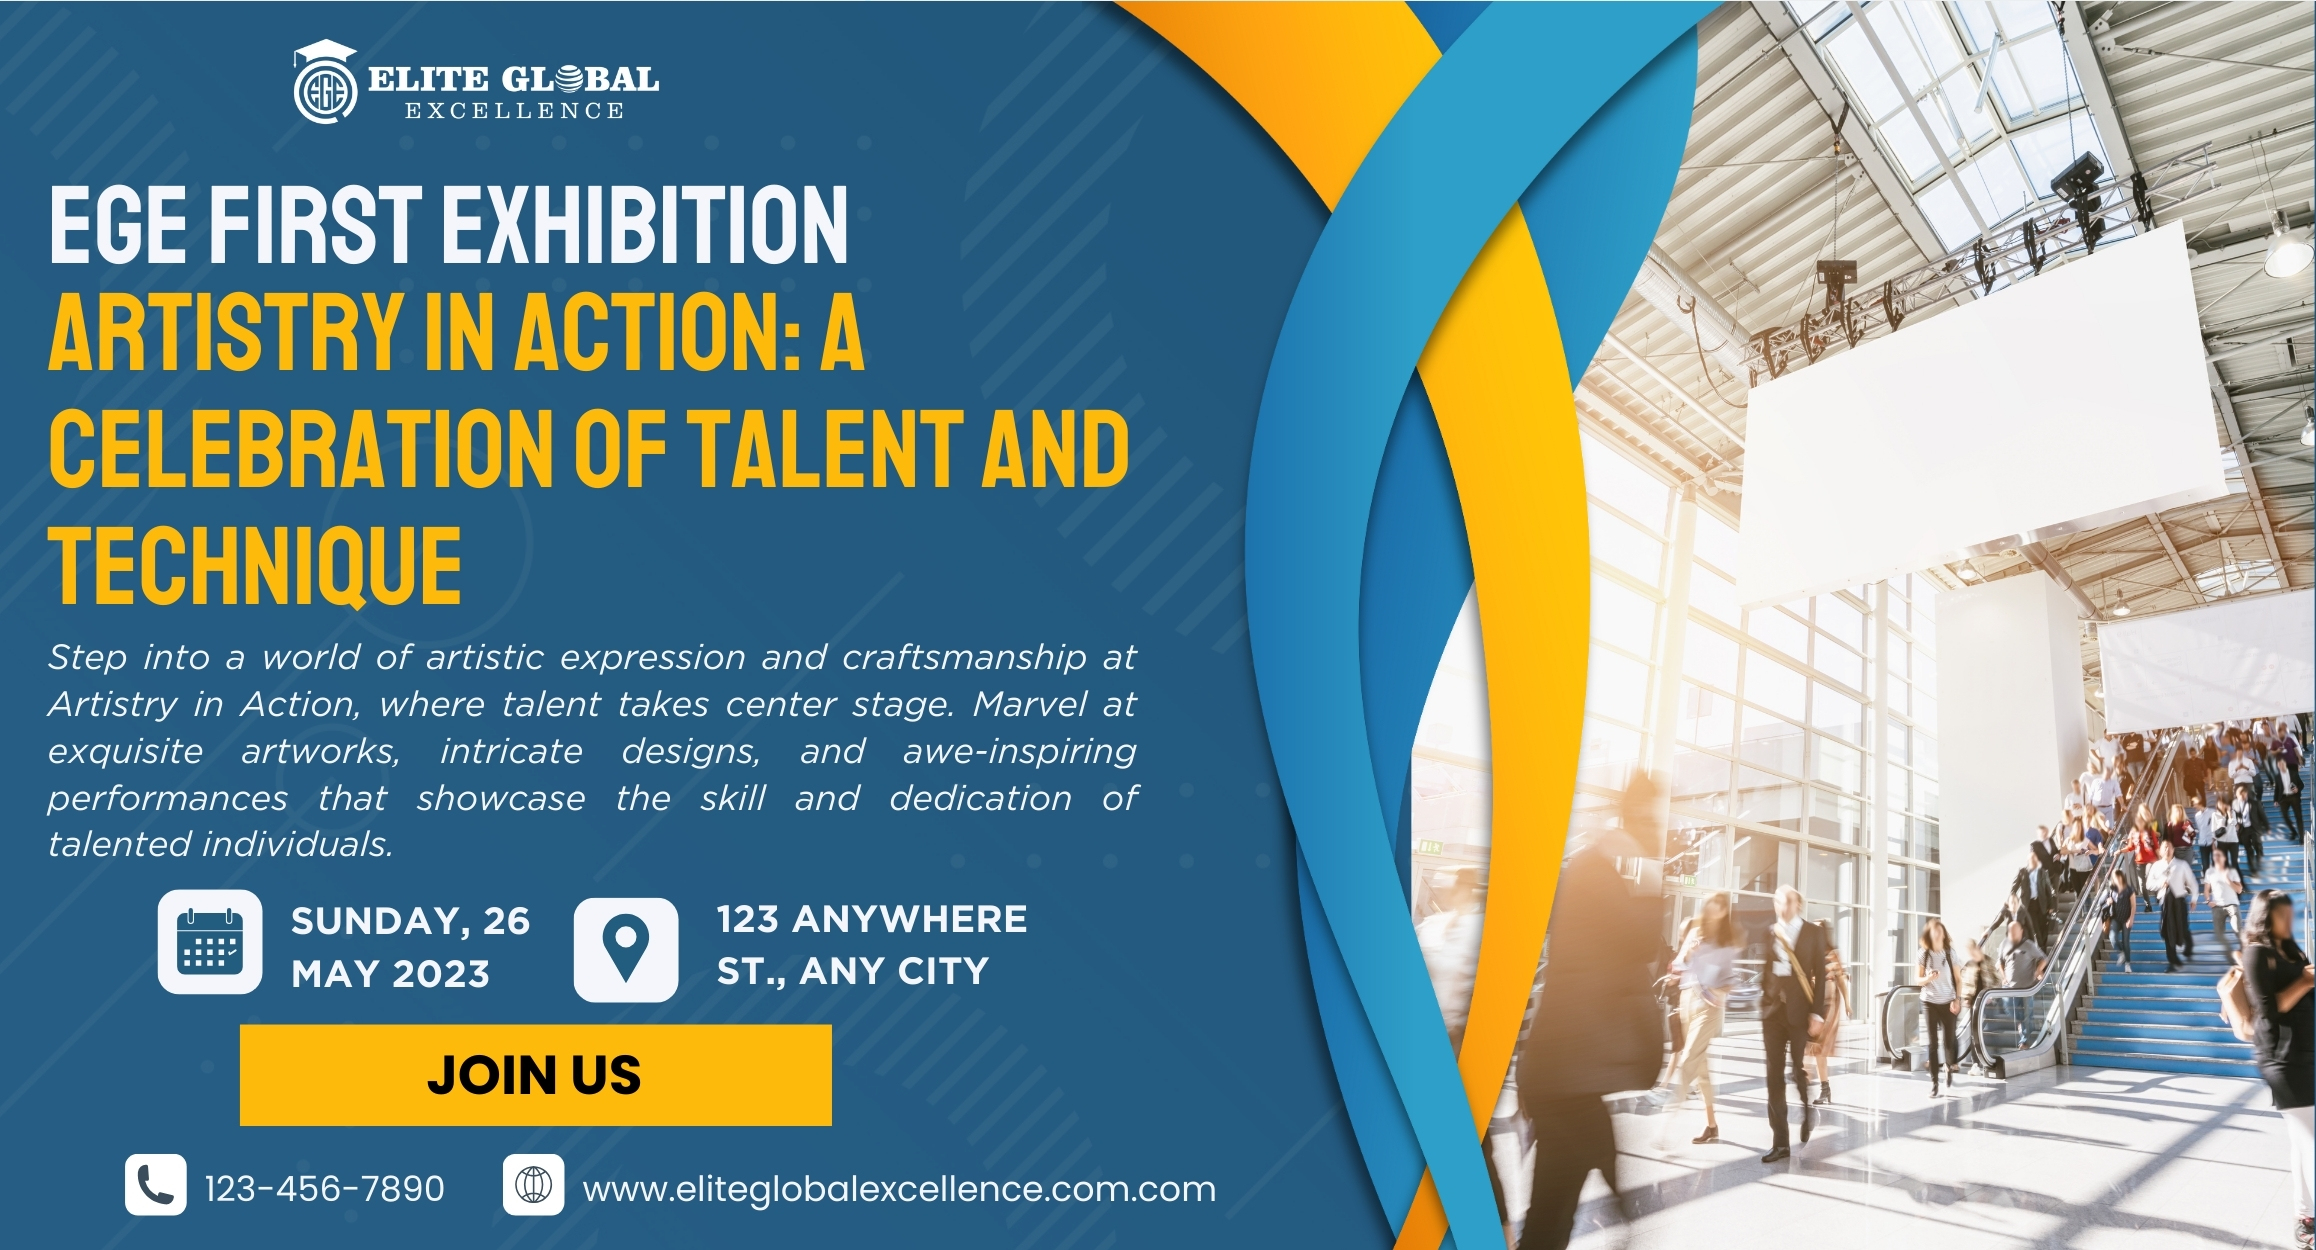 EGE
ELITE GLOBAL
EXCELLENCE
EGE FIRST EXHIBITION
ARTISTRY IN ACTION: A
CELEBRATION OF TALENT AND
TECHNIQUE
Step into a world of artistic expression and craftsmanship at
Artistry in Action, where talent takes center stage. Marvel at
exquisite artworks, intricate designs, and awe-inspiring
performances that showcase the skill and dedication of
talented individuals.
SUNDAY, 26
MAY 2023
123 ANYWHERE
ST., ANY CITY
JOIN US
123-456-7890
www.eliteglobalexcellence.com.com